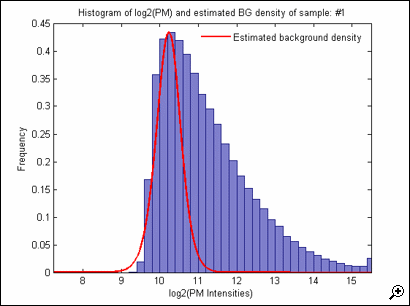 Histogram of log2(PM) and estimated BG density of sample: #1
Estimated background density
0.45
0.4
0.35
0.3
0.25
0.2
0.15
0.1
0.05
0
Frequency
8 9 10 11 12 13 14 15
log2(PM Intensities)